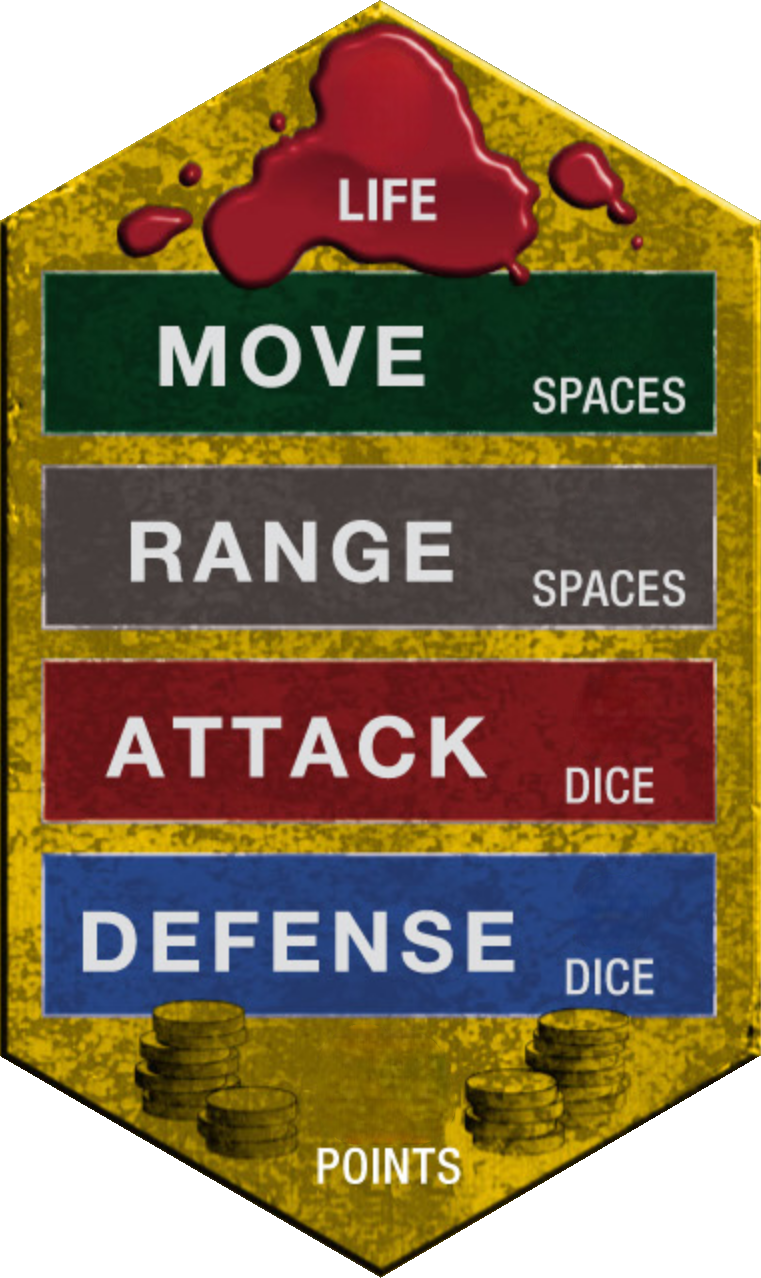 LIFE
MOVE
SPACES
RANGE
SPACES
ATTACK
DICE
DEFENSE
DICE
POINTS